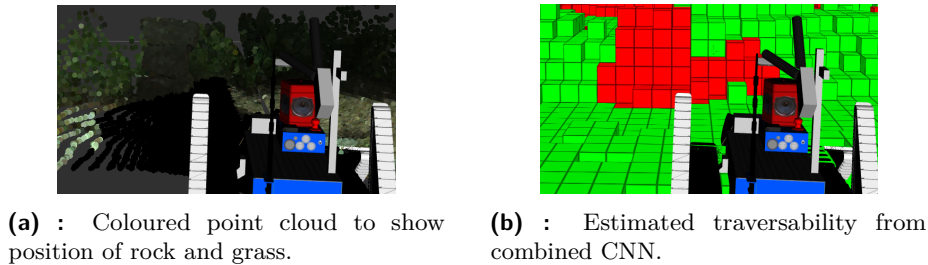 (a) : Coloured point cloud to show
position of rock and grass.
(b) : Estimated traversability from
combined CNN.